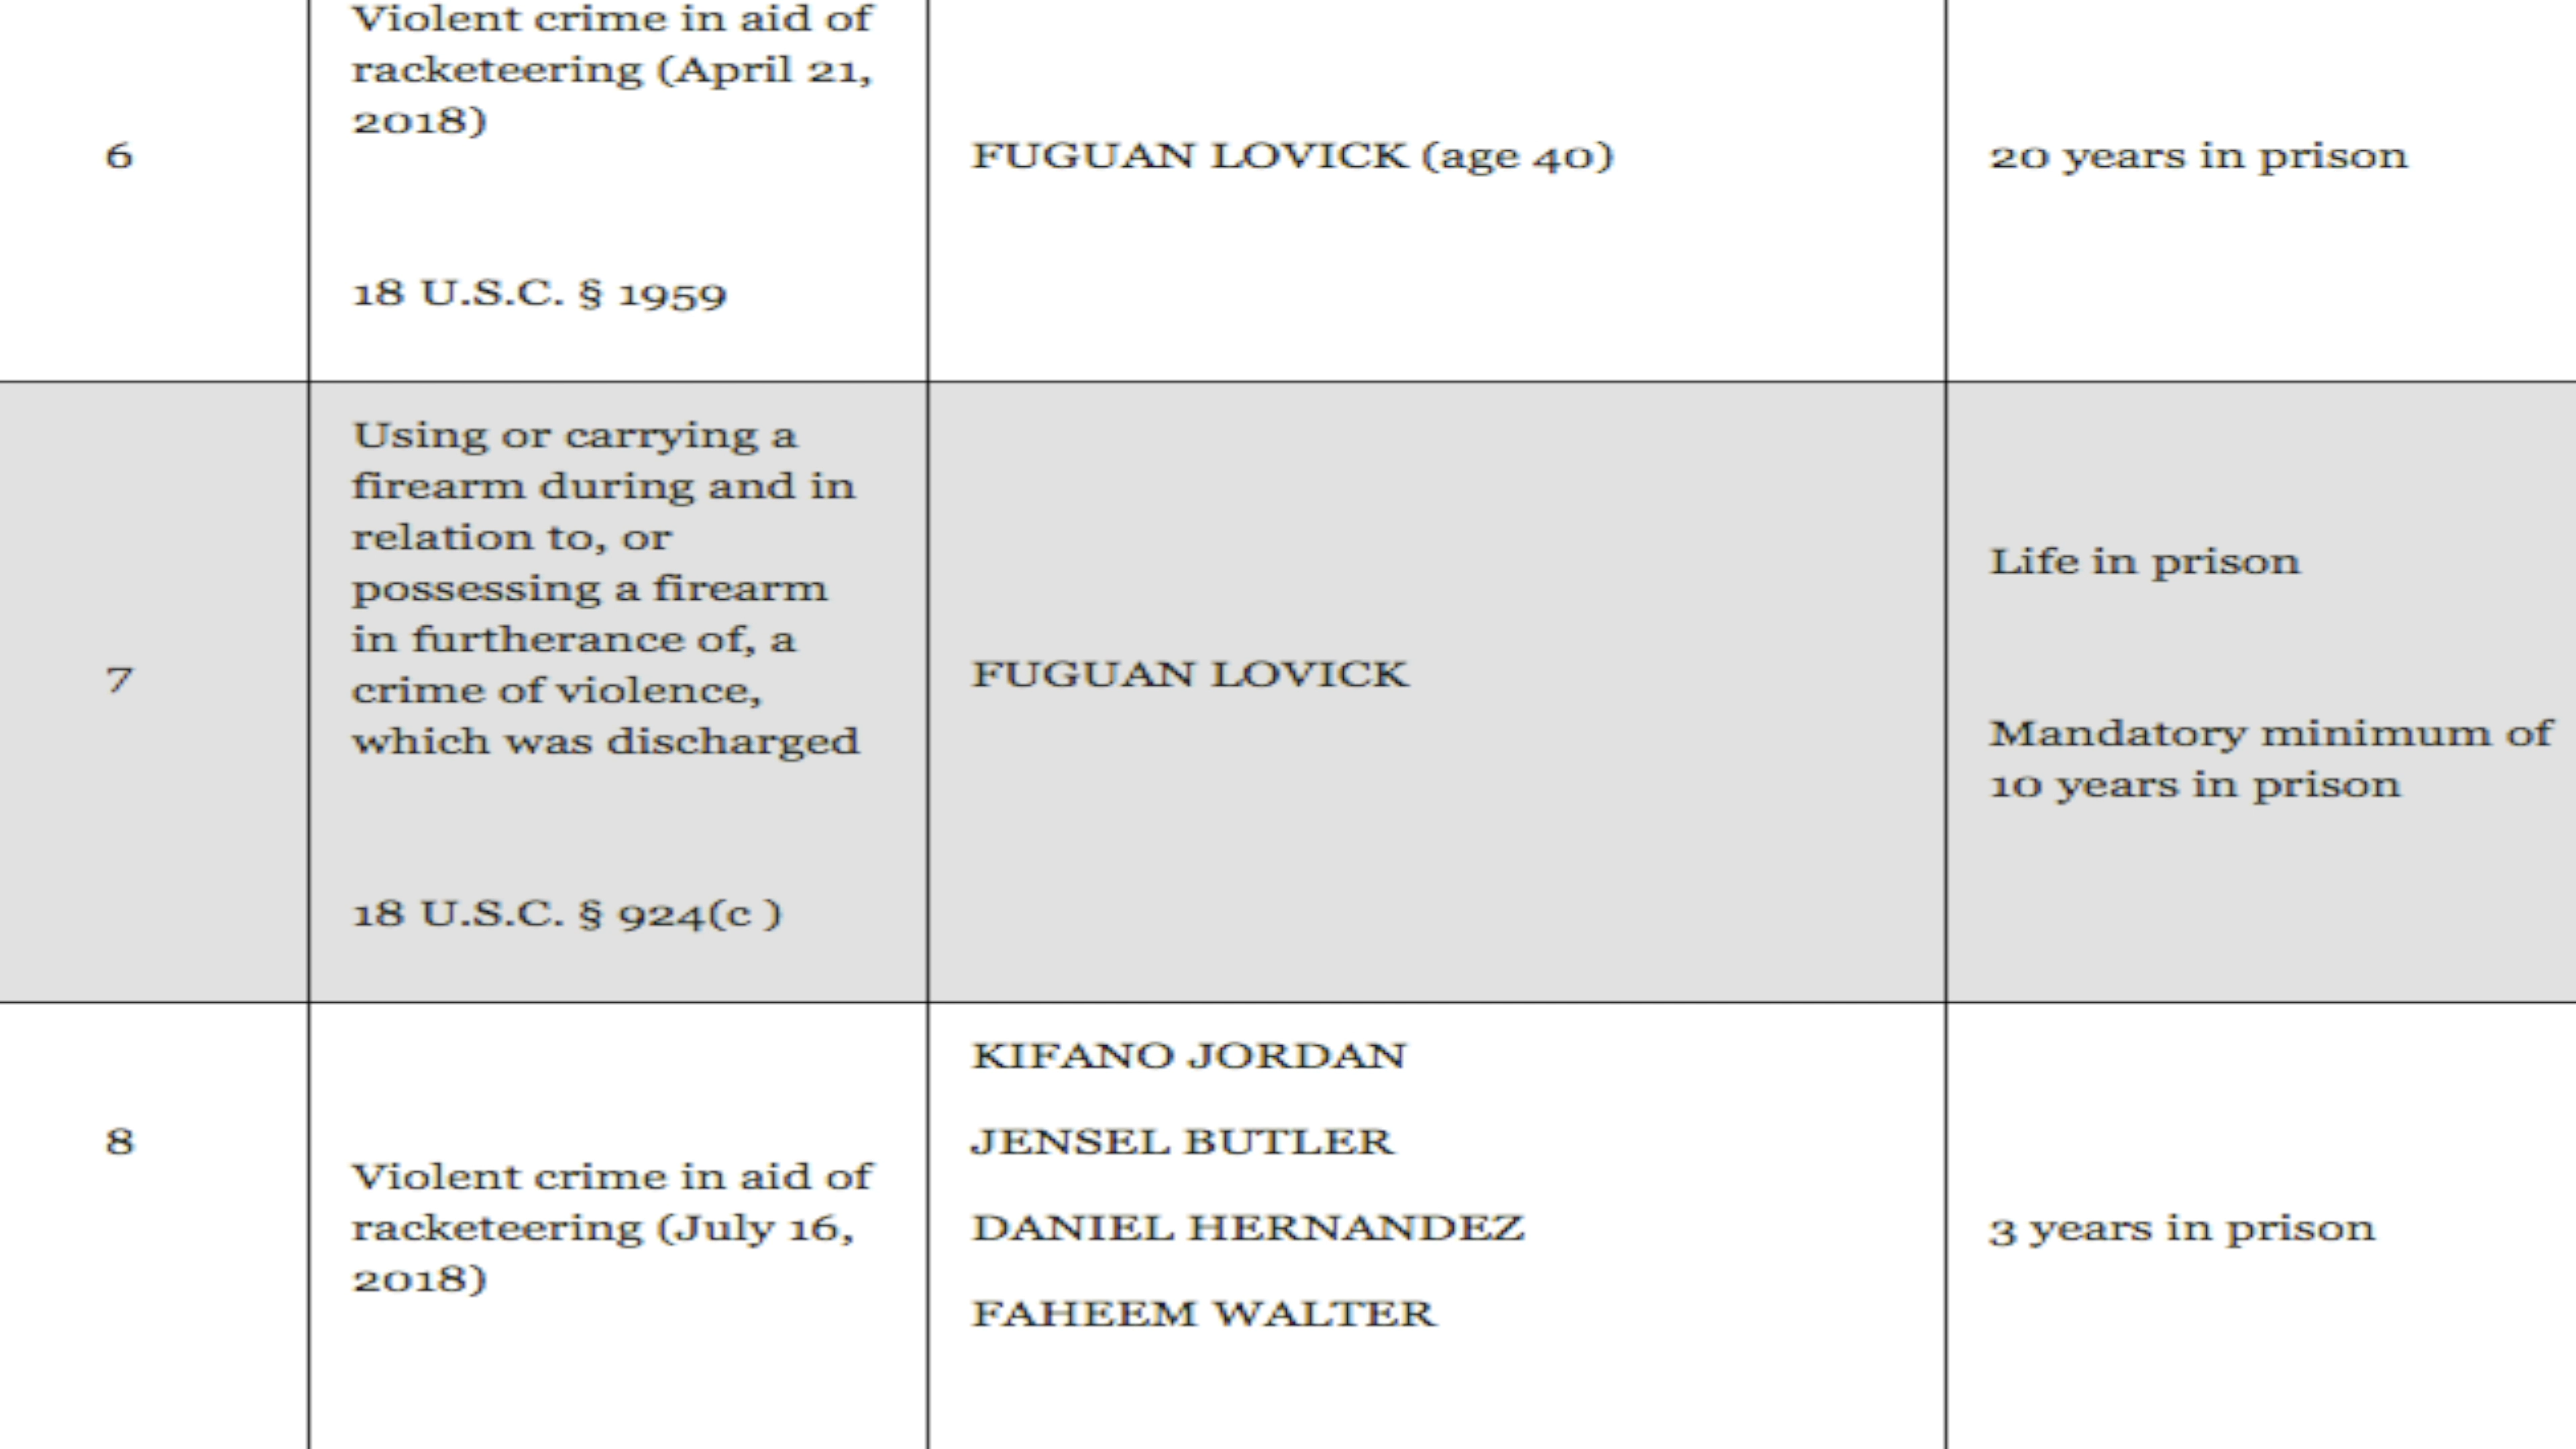 6
Violent crime in aid of
racketeering (April 21,
2018)
18 U.S.C. § 1959
FUGUAN LOVICK (age 40)
20 years in prison
7
Using or carrying a
firearm during and in
relation to, or
possessing a firearm
in furtherance of, a
crime of violence,
which was discharged
18 U.S.C. § 924(c )
FUGUAN LOVICK
Life in prison
Mandatory minimum of
10 years in prison
8
Violent crime in aid of
racketeering (July 16,
2018)
KIFANO JORDAN
JENSEL BUTLER
DANIEL HERNANDEZ
FAHEEM WALTER
3 years in prison